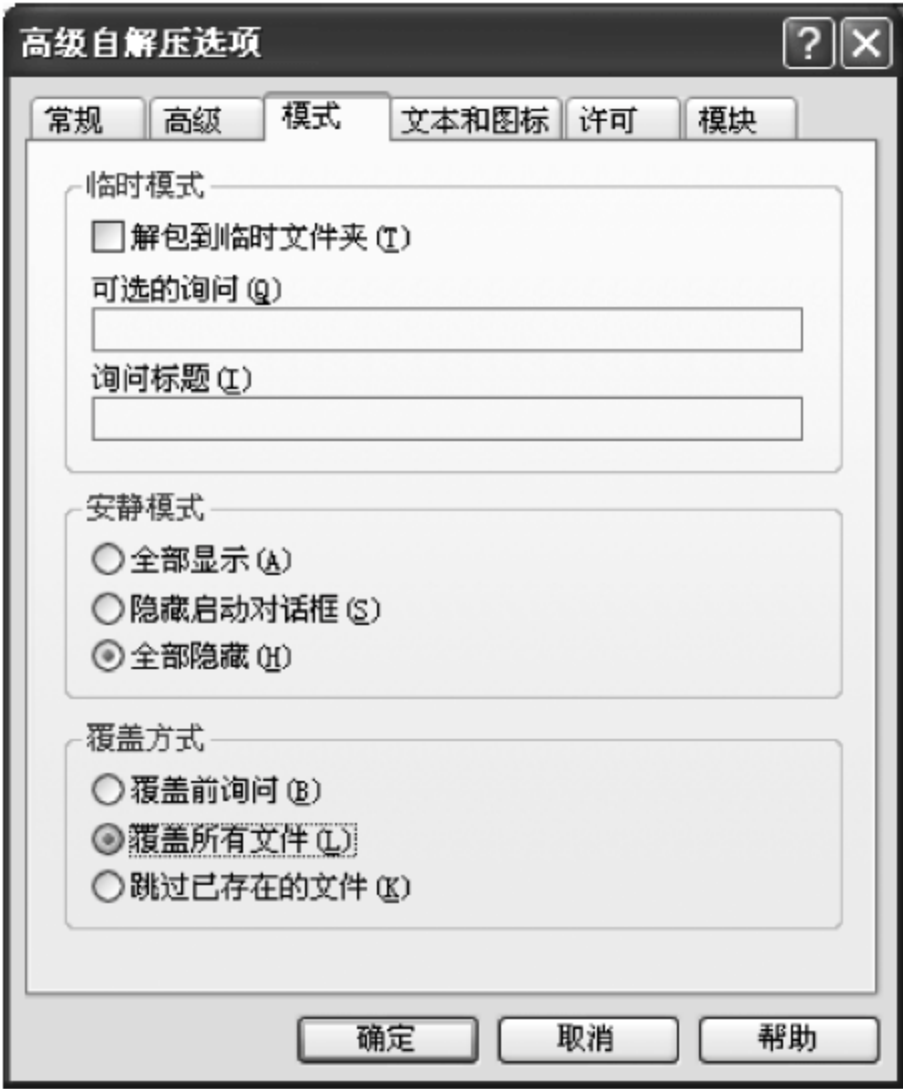 高级自解压选项
常规 高级 模式 文本和图标 许可 模块
临时模式
解包到临时文件夹(T)
可选的询问(Q)
询问标题(I)
安静模式
全部显示(A)
隐藏启动对话框(S)
全部隐藏(H)
覆盖方式
覆盖前询问(B)
覆盖所有文件(L)
跳过已存在的文件(K)
确定 取消 帮助